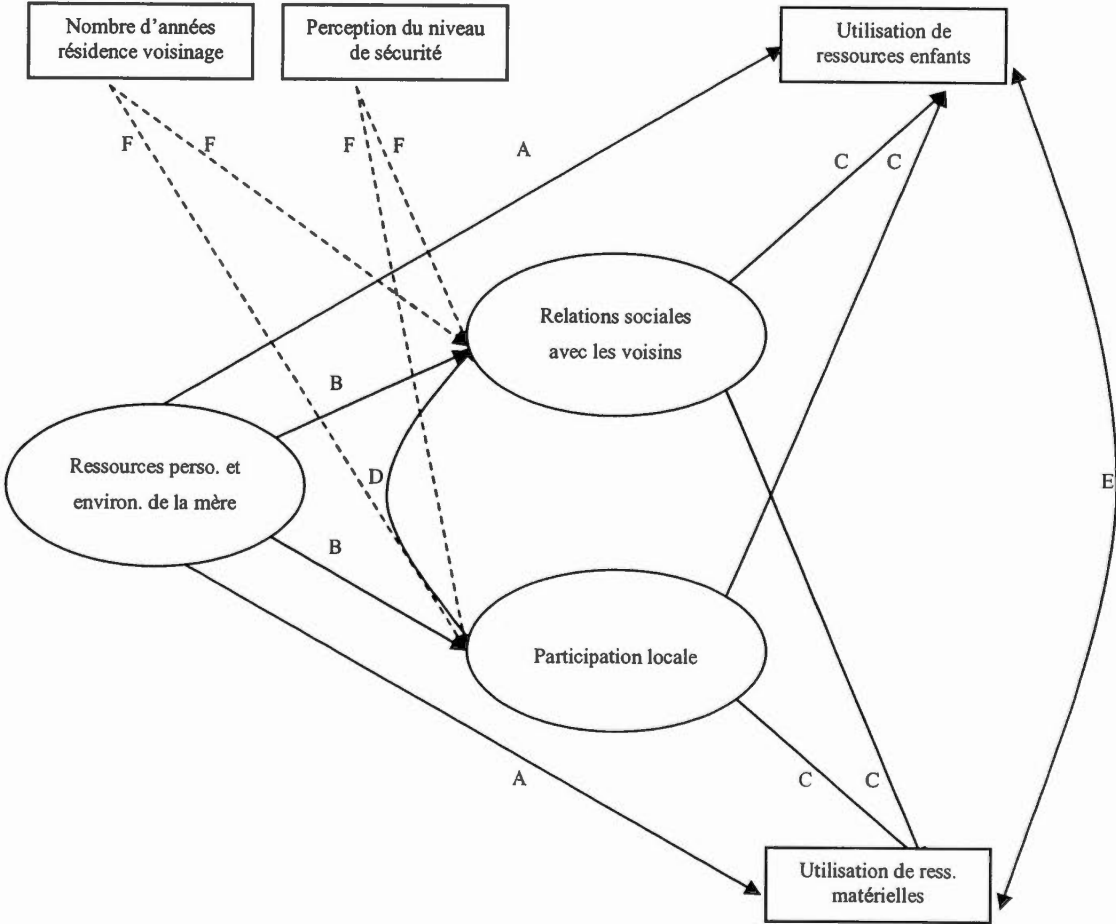 Nombre d'années
résidence voisinage
Perception du niveau
de sécurité
Utilisation de
ressources enfants
F
F
F
F
A
C
C
Relations sociales
avec les voisins
B
Ressources perso. et
environ. de la mère
D
E
B
Participation locale
A
C
C
Utilisation de ress.
matérielles